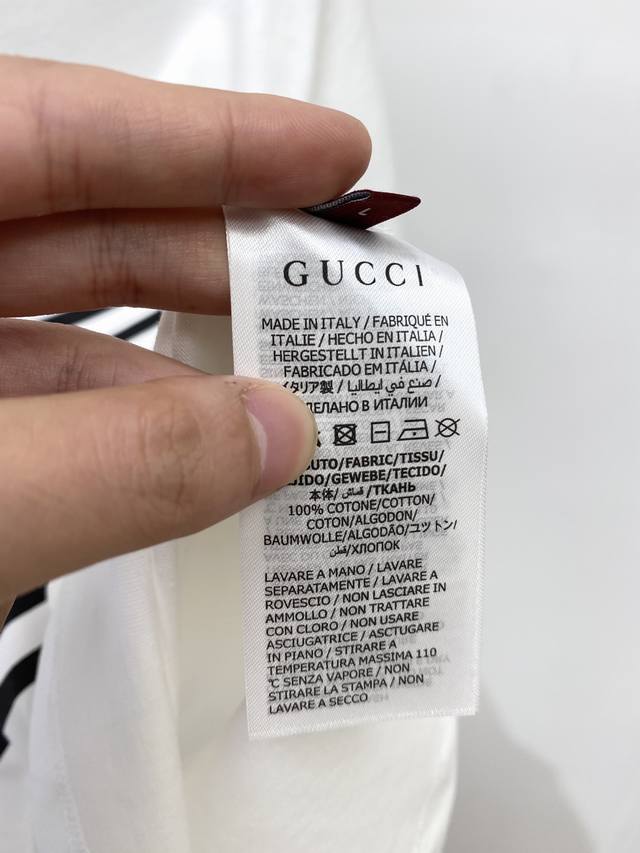 L
GUCCI
MADE IN ITALY / FABRIQUÉ EN
ITALIE / HECHO EN ITALIA /
HERGESTELLT IN ITALIEN /
FABRICADO EM ITÁLIA /
イタリア製 / صنع في ايطاليا /
ДЕЛАНО В ИТАЛИИ
UTO/FABRIC/TISSU/
IDO/GEWEBE/TECIDO/
本体/ قماش /ТКАНЬ
100% COTONE/COTTON/
COTON/ALGODON/
BAUMWOLLE/ALGODÃO/コットン/
قطن/ХЛОПОК
LAVARE A MANO / LAVARE
SEPARATAMENTE / LAVARE A
ROVESCIO / NON LASCIARE IN
AMMOLLO / NON TRATTARE
CON CLORO / NON USARE
ASCIUGATRICE / ASCTUGARE
IN PIANO / STIRARE A
TEMPERATURA MASSIMA 110
℃ SENZA VAPORE / NON
STIRARE LA STAMPA / NON
LAVARE A SECCO